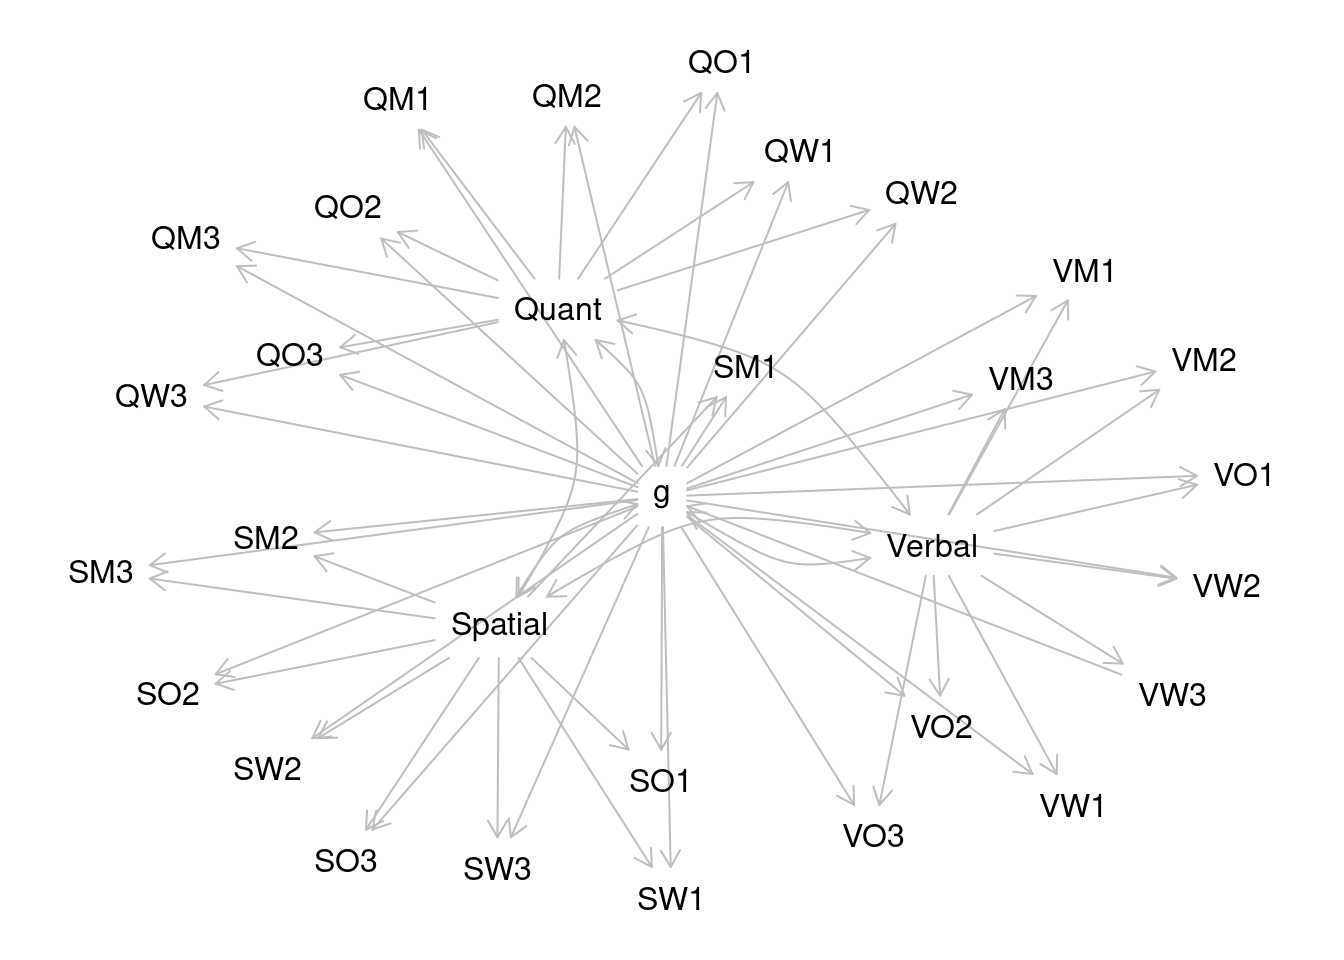 QO1
QM1
QM2
QW1
QW2
QO2
QM3
VM1
Quant
QO3
SM1
VM2
VM3
QW3
VO1
g
SM2
Verbal
SM3
VW2
Spatial
SO2
VW3
VO2
SW2
SO1
VW1
VO3
SO3
SW3
SW1